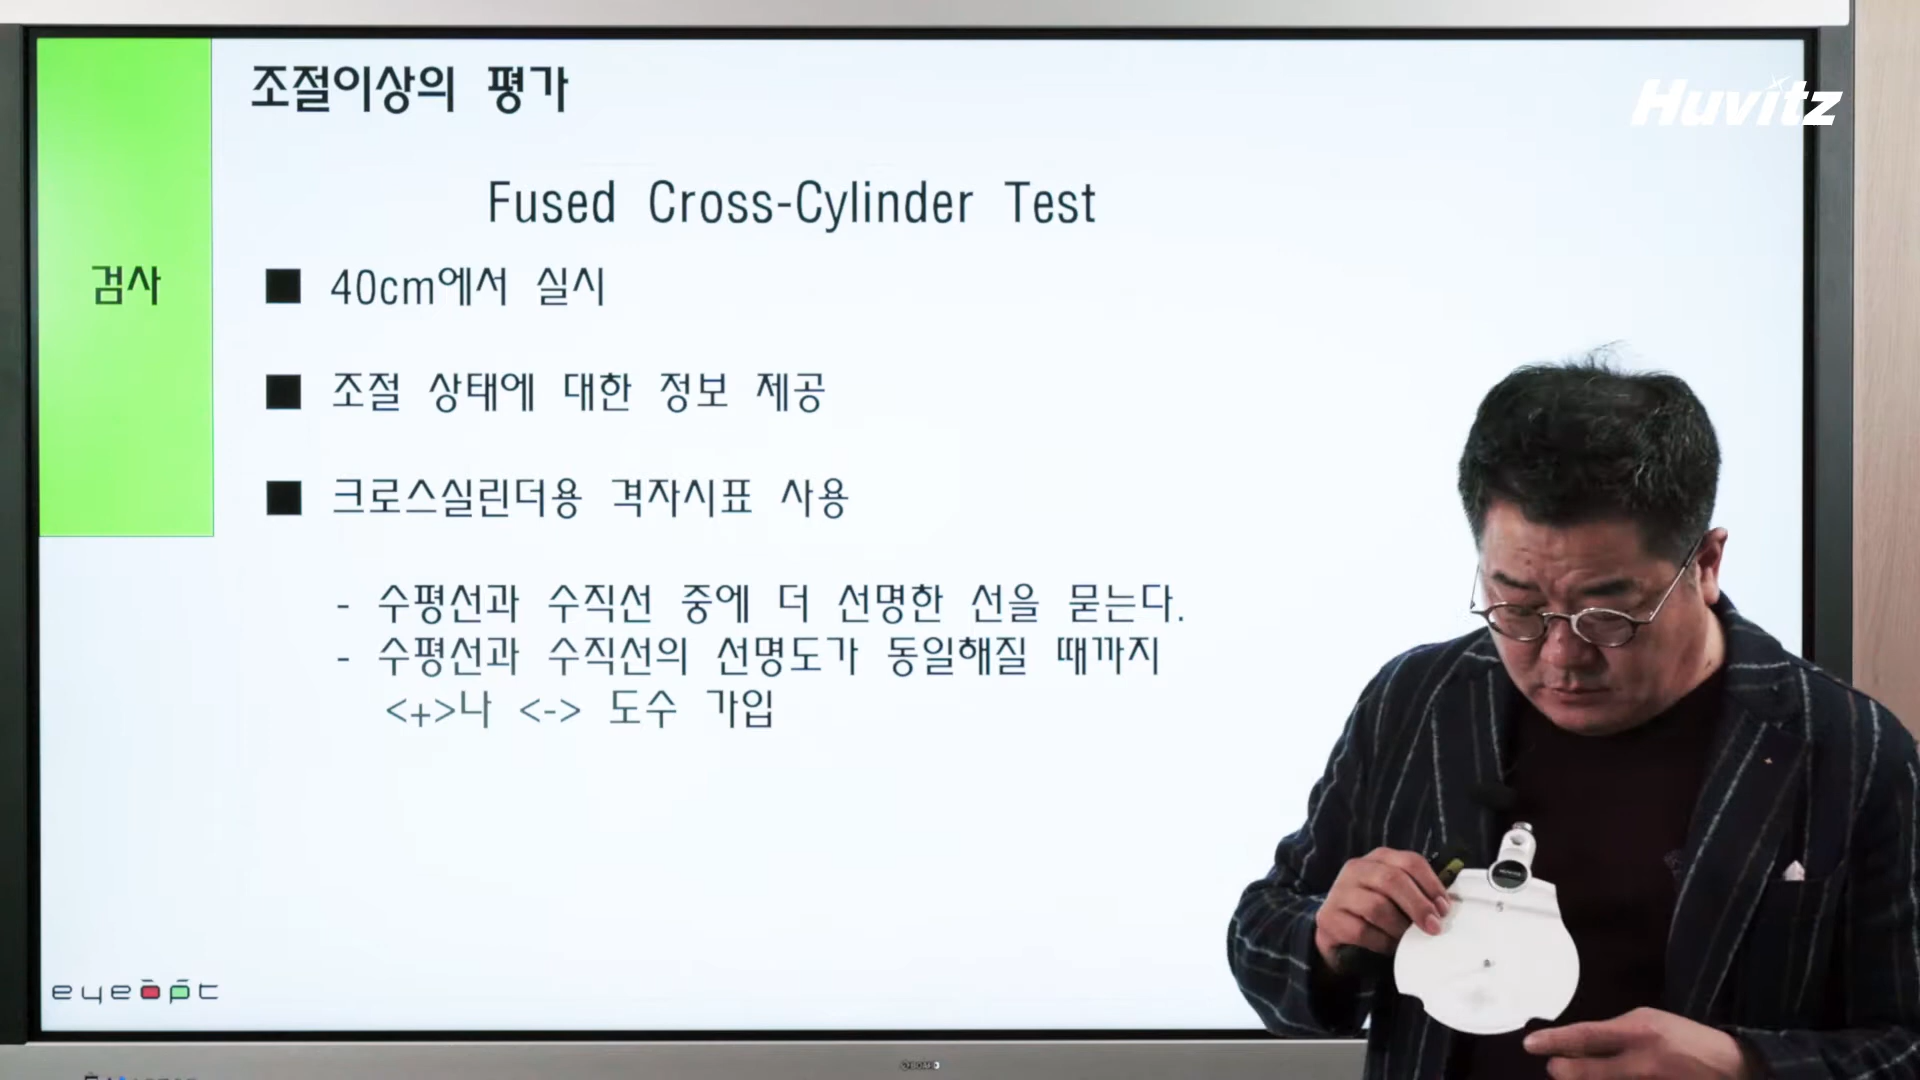 조절이상의 평가
Huvitz
Fused Cross-Cylinder Test
검사
■ 40cm에서 실시
■ 조절 상태에 대한 정보 제공
■ 크로스실린더용 격자시표 사용
- 수평선과 수직선 중에 더 선명한 선을 묻는다.
- 수평선과 수직선의 선명도가 동일해질 때까지
<+>나 <-> 도수 가입
5
eyeopt